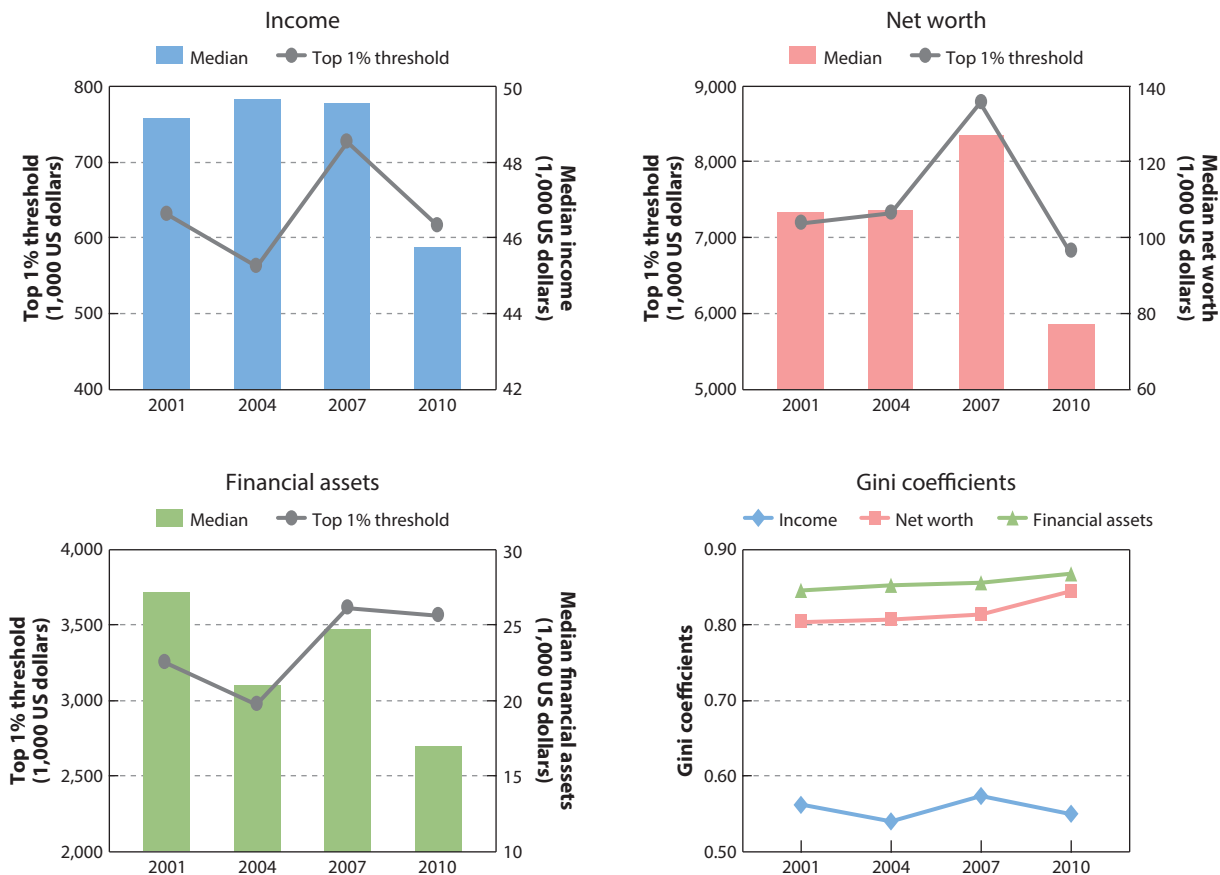 Income
Median
Top 1% threshold
Top 1% threshold
(1,000 US dollars)
800
700
600
500
400
50
48
46
44
42
Median income
(1,000 US dollars)
2001
2004
2007
2010
Net worth
Median
Top 1% threshold
Top 1% threshold
(1,000 US dollars)
9,000
8,000
7,000
6,000
5,000
140
120
100
80
60
Median net worth
(1,000 US dollars)
2001
2004
2007
2010
Financial assets
Median
Top 1% threshold
Top 1% threshold
(1,000 US dollars)
4,000
3,500
3,000
2,500
2,000
30
25
20
15
10
Median financial assets
(1,000 US dollars)
2001
2004
2007
2010
Gini coefficients
Income
Net worth
Financial assets
Gini coefficients
0.90
0.80
0.70
0.60
0.50
2001
2004
2007
2010